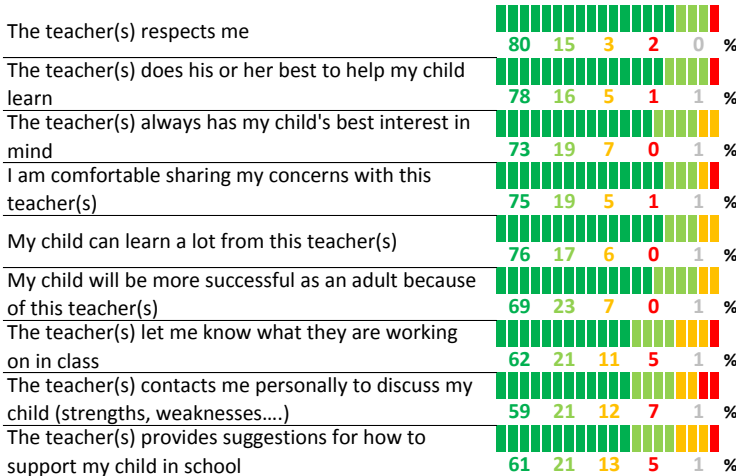 The teacher(s) respects me
80 15 3 2 0 %
The teacher(s) does his or her best to help my child
learn
78 16 5 1 1 %
The teacher(s) always has my child's best interest in
mind
73 19 7 0 1 %
I am comfortable sharing my concerns with this
teacher(s)
75 19 5 1 1 %
My child can learn a lot from this teacher(s)
76 17 6 0 1 %
My child will be more successful as an adult because
of this teacher(s)
69 23 7 0 1 %
The teacher(s) let me know what they are working
on in class
62 21 11 5 1 %
The teacher(s) contacts me personally to discuss my
child (strengths, weaknesses....)
59 21 12 7 1 %
The teacher(s) provides suggestions for how to
support my child in school
61 21 13 5 1 %